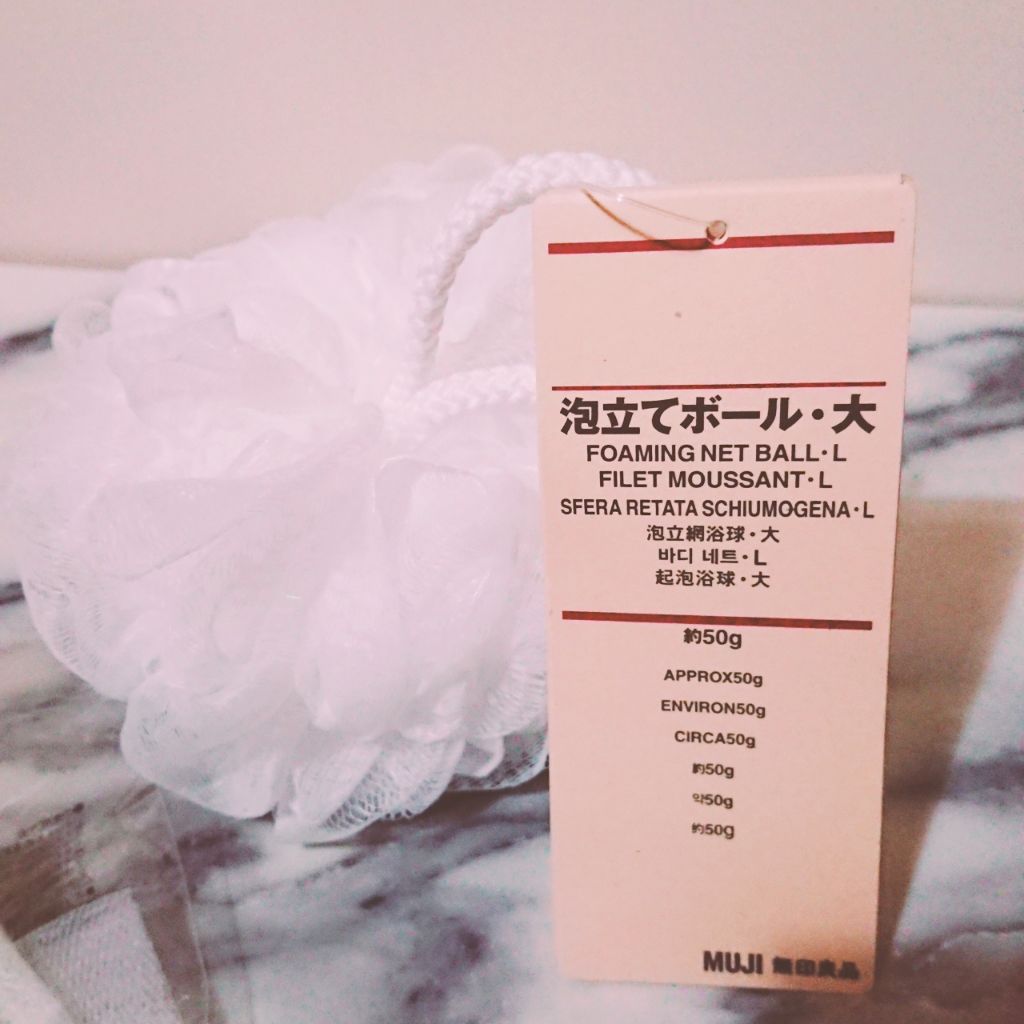 泡立てボール・大
FOAMING NET BALL・L
FILET MOUSSANT・L
SFERA RETATA SCHIUMOGENA・L
泡立網浴球・大
바디 네트・L
起泡浴球・大
約50g
APPROX50g
ENVIRON50g
CIRCA50g
約50g
약50g
约50g
MUJI 無印良品